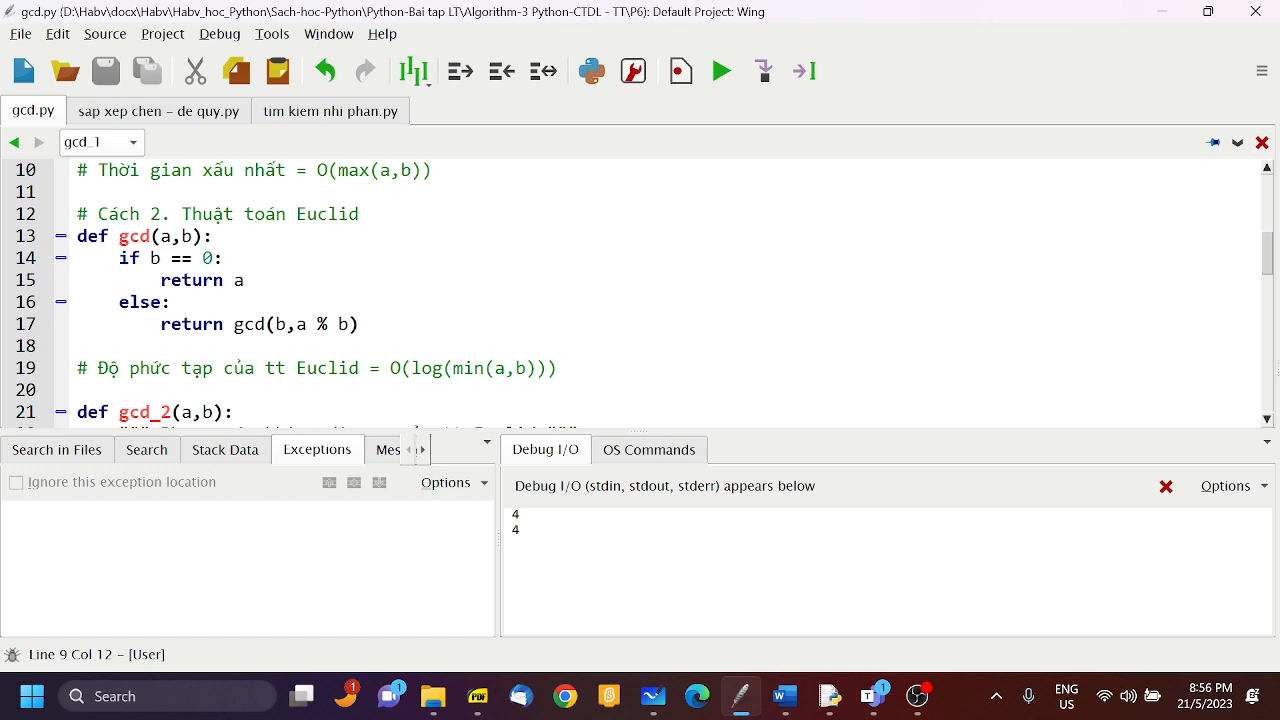 gcd.py (D:\Habv\docx\Habv\Habv_hoc_Python\Sach-hoc-Python\Python-Bai tap LT\Algorithm-3 Python-CTDL - TT\P6): Default Project: Wing
File Edit Source Project Debug Tools Window Help
gcd.py sap xep chen - de quy.py tim kiem nhi phan.py
gcd_1
10 # Thời gian xấu nhất = O(max(a,b))
11
12 # Cách 2. Thuật toán Euclid
13 def gcd(a,b):
14 if b == 0:
15 return a
16 else:
17 return gcd(b,a % b)
18
19 # Độ phức tạp của tt Euclid = O(log(min(a,b)))
20
21 def gcd_2(a,b):
Search in Files Search Stack Data Exceptions Mes
Debug I/O OS Commands
Ignore this exception location Options
Debug I/O (stdin, stdout, stderr) appears below Options
4
4
Line 9 Col 12 - [User]
Search
1
1
PDF
1
ENG
US
8:56 PM
21/5/2023